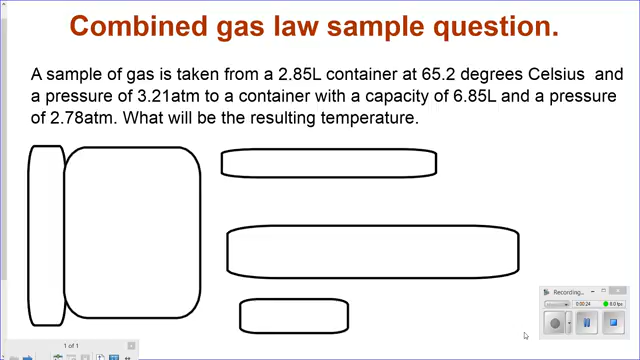 Combined gas law sample question.
A sample of gas is taken from a 2.85L container at 65.2 degrees Celsius and
a pressure of 3.21atm to a container with a capacity of 6.85L and a pressure
of 2.78atm. What will be the resulting temperature.
Recording...
00:00:24
8.0 fps
1 of 1